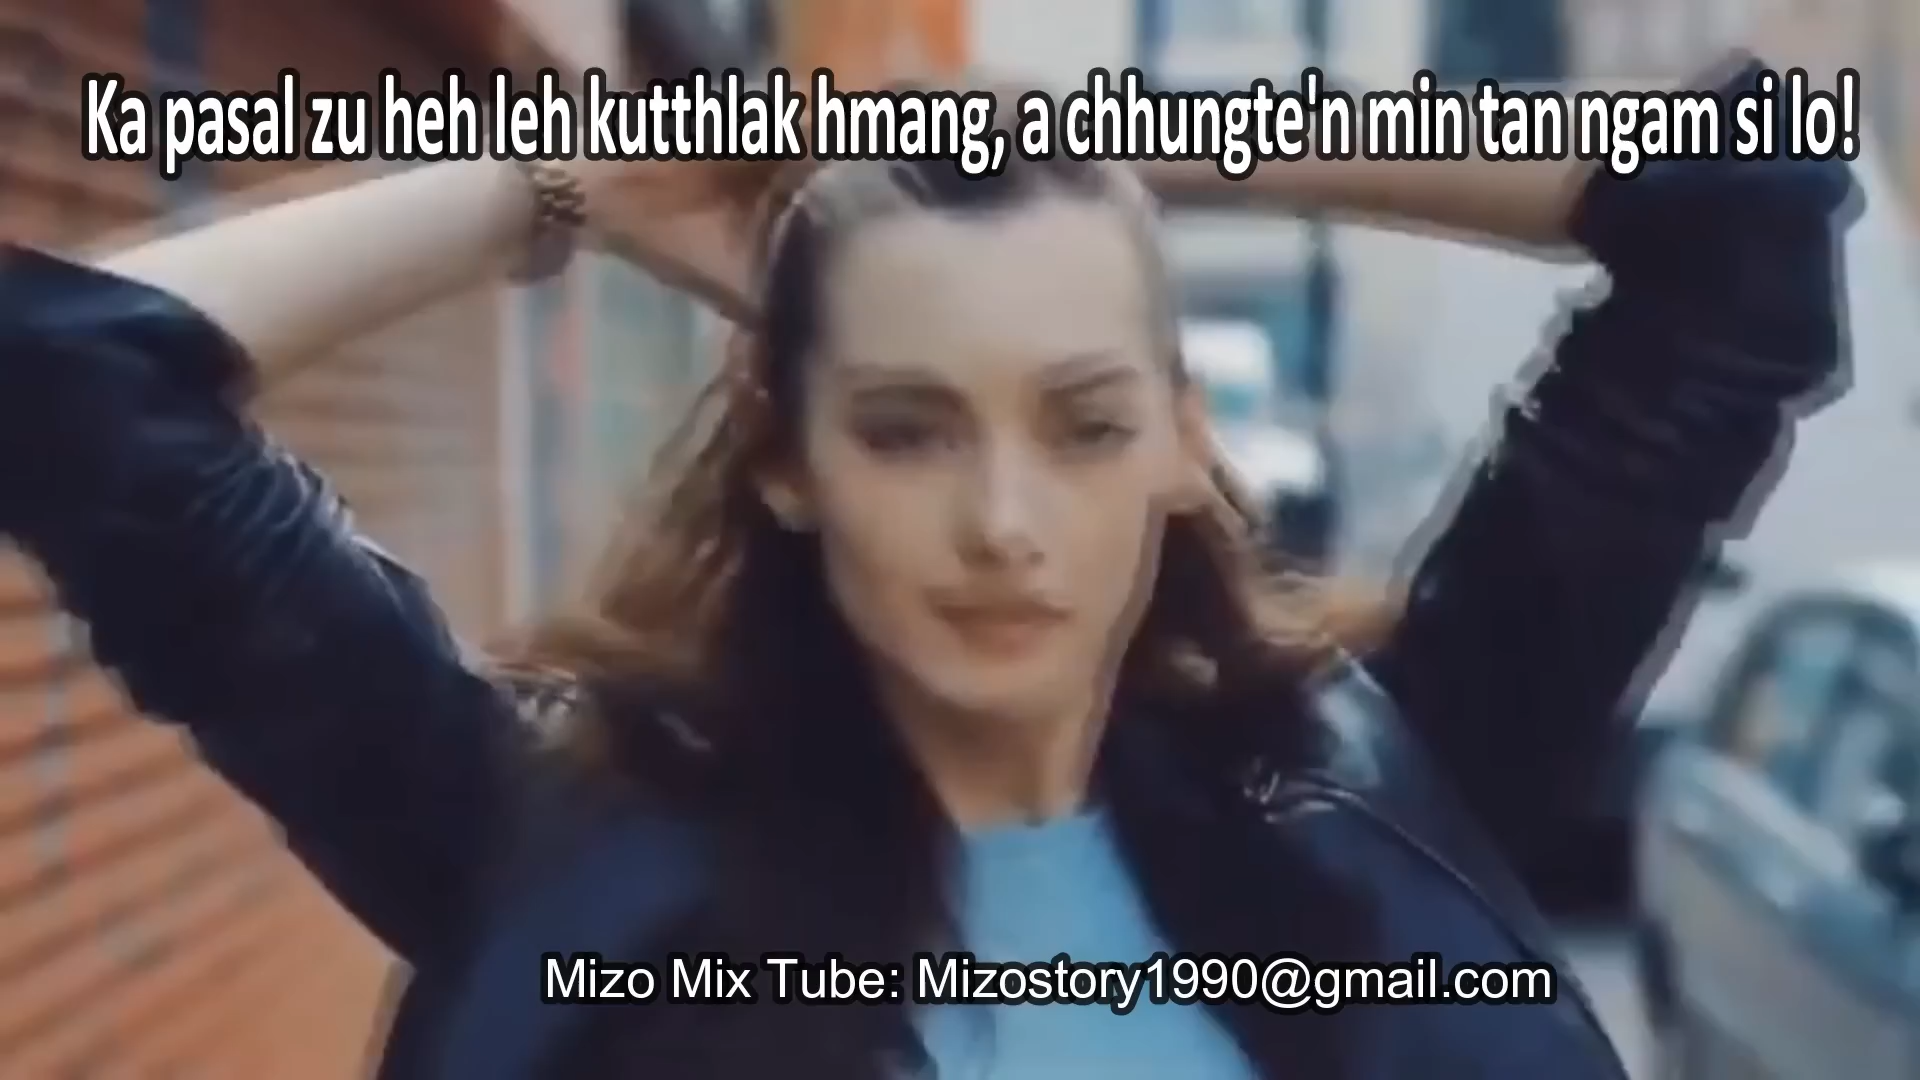 Ka pasal zu heh leh kutthlak hmang, a chhungte'n min tan ngam si lo!
Mizo Mix Tube: Mizostory1990@gmail.com